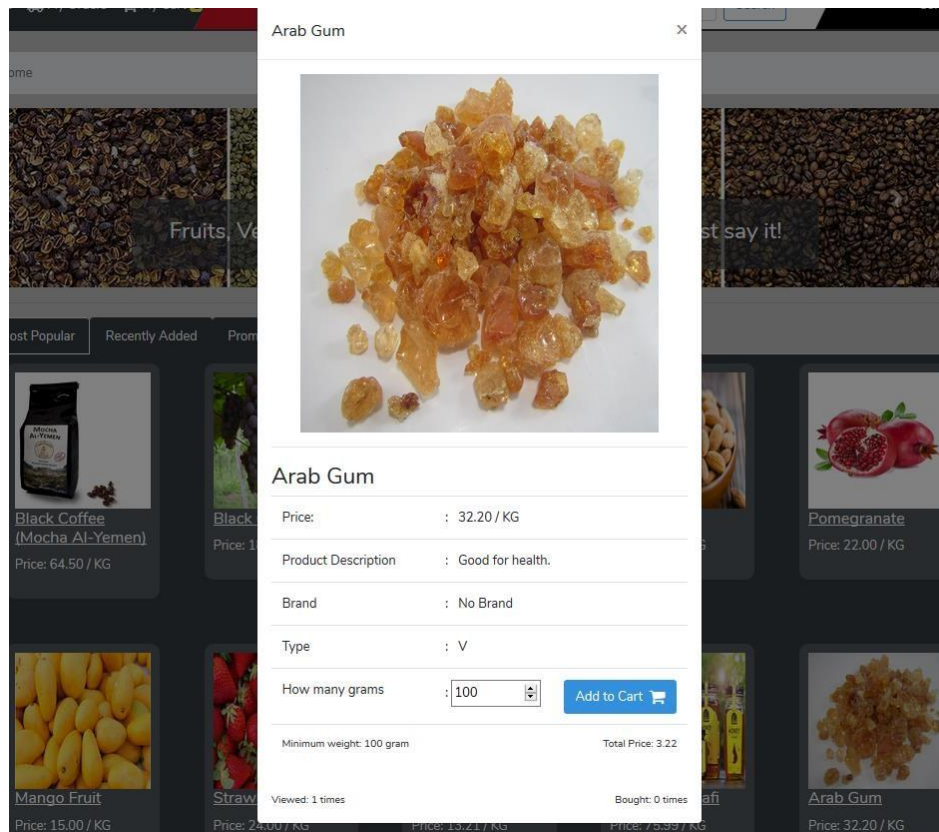 Arab Gum
×
ome
Fruits, Ve
st say it!
ost Popular
Recently Added
Prom
MOCHA
AL-YEMEN
Arab Gum
Price: : 32.20 / KG
Product Description : Good for health.
Brand : No Brand
Type : V
How many grams : 100 Add to Cart
Minimum weight: 100 gram Total Price: 3.22
Viewed: 1 times Bought: 0 times
Black Coffee
(Mocha Al-Yemen)
Price: 64.50 / KG
Black
Price: 1
Pomegranate
Price: 22.00 / KG
Mango Fruit
Price: 15.00 / KG
Straw
Price: 24.00 / KG
Price: 13.21 / KG
afi
Price: 75.99 / KG
Arab Gum
Price: 32.20 / KG